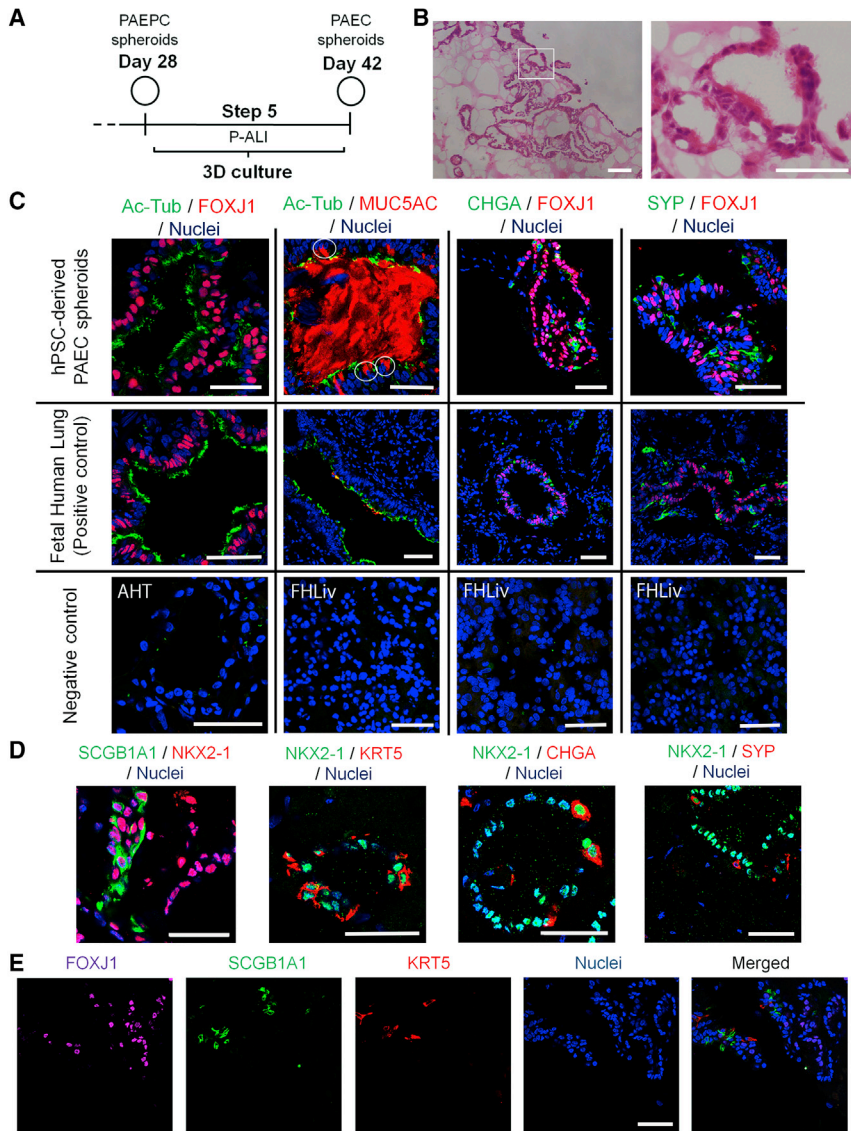 A
PAEPC
spheroids
Day 28
PAEC
spheroids
Day 42
Step 5
P-ALI
3D culture
B
C
Ac-Tub / FOXJ1
/ Nuclei
Ac-Tub / MUC5AC
/ Nuclei
CHGA / FOXJ1
/ Nuclei
SYP / FOXJ1
/ Nuclei
hPSC-derived
PAEC spheroids
Fetal Human Lung
(Positive control)
Negative control
AHT
FHLiv
FHLiv
FHLiv
D
SCGB1A1 / NKX2-1
/ Nuclei
NKX2-1 / KRT5
/ Nuclei
NKX2-1 / CHGA
/ Nuclei
NKX2-1 / SYP
/ Nuclei
E
FOXJ1
SCGB1A1
KRT5
Nuclei
Merged